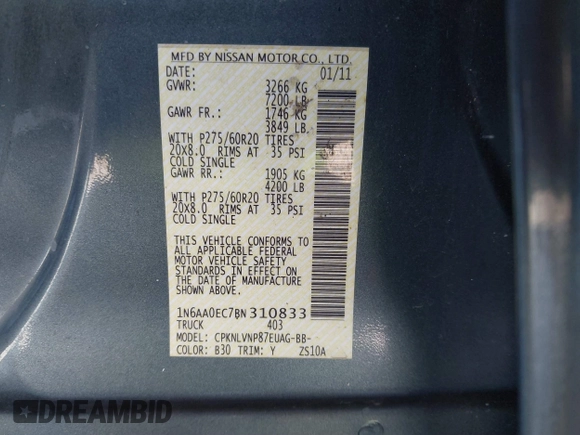 MFD BY NISSAN MOTOR CO., LTD.
DATE: 01/11
GVWR: 3266 KG
7200 LB
GAWR FR.: 1746 KG
3849 LB.
WITH P275/60R20 TIRES
20X8.0 RIMS AT 35 PSI
COLD SINGLE
GAWR RR.: 1905 KG
4200 LB
WITH P275/60R20 TIRES
20X8.0 RIMS AT 35 PSI
COLD SINGLE
THIS VEHICLE CONFORMS TO
ALL APPLICABLE FEDERAL
MOTOR VEHICLE SAFETY
STANDARDS IN EFFECT ON
THE DATE OF MANUFACTURE
SHOWN ABOVE.
1N6AA0EC7BN310833
TRUCK 403
MODEL: CPKNLVNP87EUAG-BB-
COLOR: B30 TRIM: Y ZS10A
DREAMBID